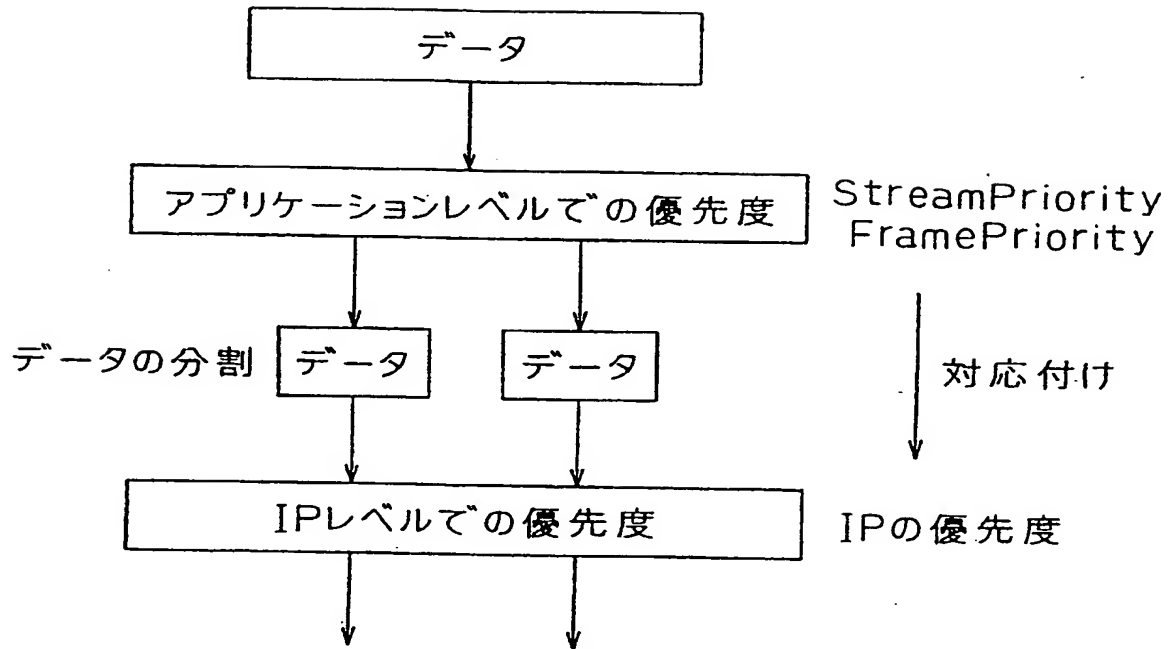 データ
アプリケーションレベルでの優先度
StreamPriority
FramePriority
データの分割
データ
データ
対応付け
IPレベルでの優先度
IPの優先度